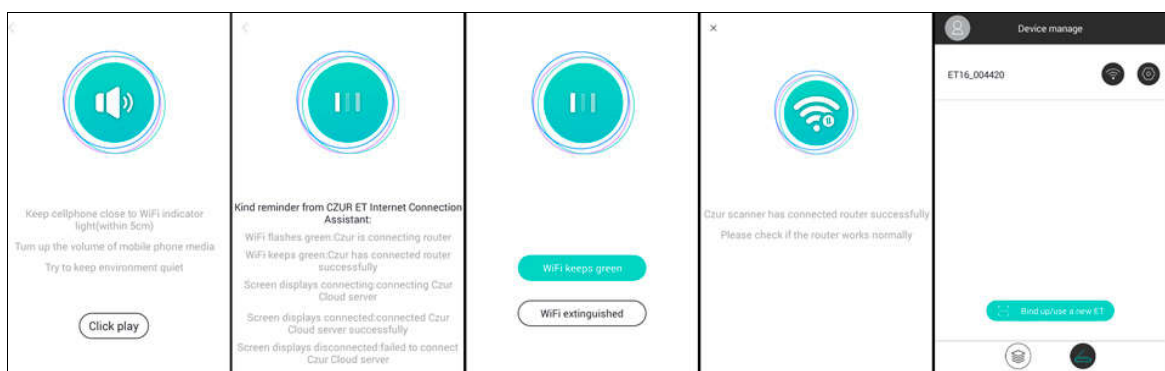 Keep cellphone close to WiFi indicator
light(within 5cm)
Turn up the volume of mobile phone media
Try to keep environment quiet
Click play
Kind reminder from CZUR ET Internet Connection
Assistant:
WiFi flashes green:Czur is connecting router
WiFi keeps green:Czur has connected router
successfully
Screen displays connecting:connecting Czur
Cloud server
Screen displays connected:connected Czur
Cloud server successfully
Screen displays disconnected:failed to connect
Czur Cloud server
WiFi keeps green
WiFi extinguished
Czur scanner has connected router successfully
Please check if the router works normally
Device manage
ET16_004420
Bind up/use a new ET